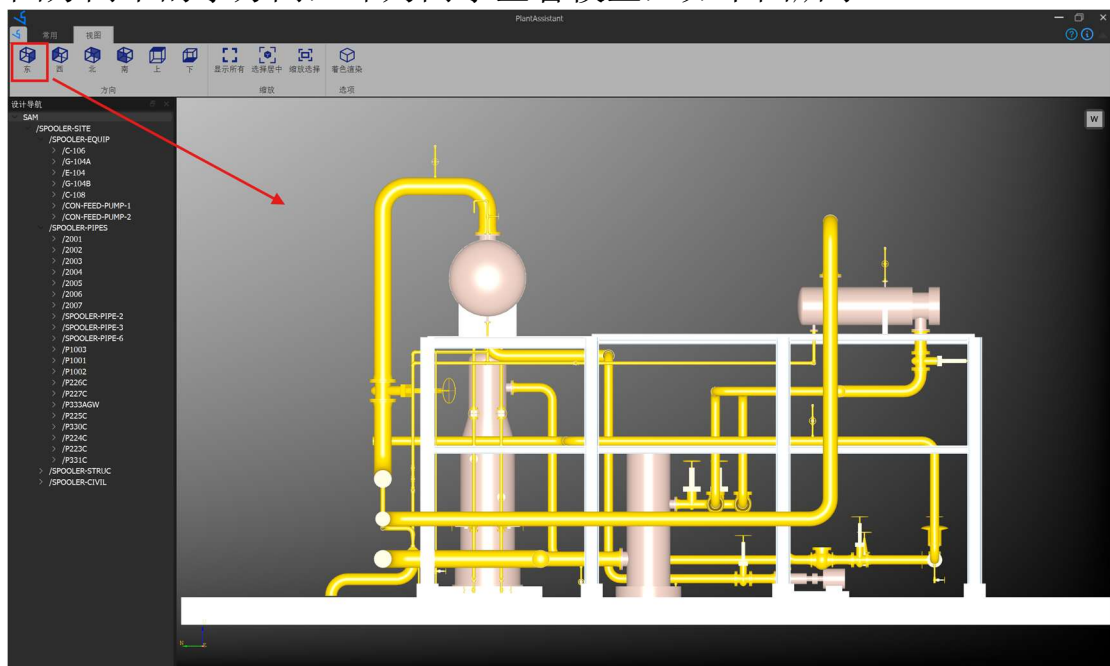 PlantAssistant
常用 视图
东 西 北 南 上 下 显示所有 选择居中 缩放选择 着色渲染
方向 缩放 选项
设计导航
W
SAM
/SPOOLER-SITE
/SPOOLER-EQUIP
/C-106
/G-104A
/E-104
/G-104B
/C-108
/CON-FEED-PUMP-1
/CON-FEED-PUMP-2
/SPOOLER-PIPES
/2001
/2002
/2003
/2004
/2005
/2006
/2007
/SPOOLER-PIPE-2
/SPOOLER-PIPE-3
/SPOOLER-PIPE-6
/P1003
/P1001
/P1002
/P226C
/P227C
/P333AGW
/P225C
/P330C
/P224C
/P223C
/P331C
/SPOOLER-STRUC
/SPOOLER-CIVIL
N